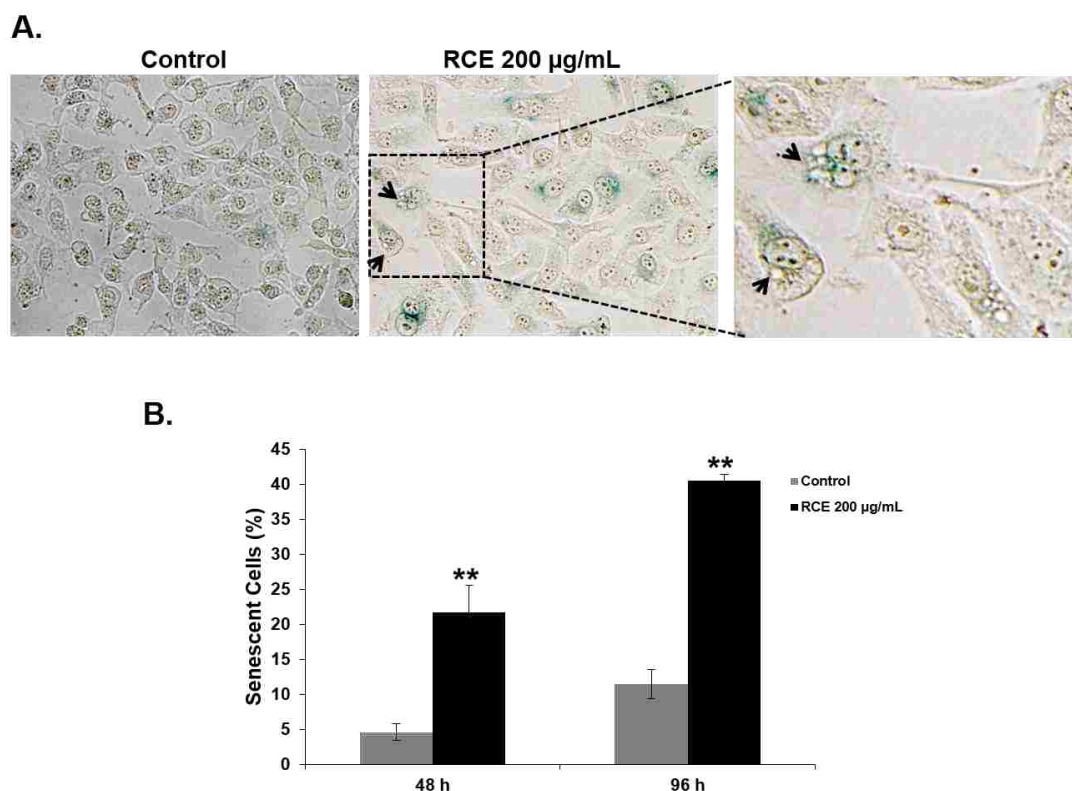 A.
Control
RCE 200 µg/mL
B.
Senescent Cells (%)
45
40
35
30
25
20
15
10
5
0
**
**
48 h
96 h
Control
RCE 200 µg/mL